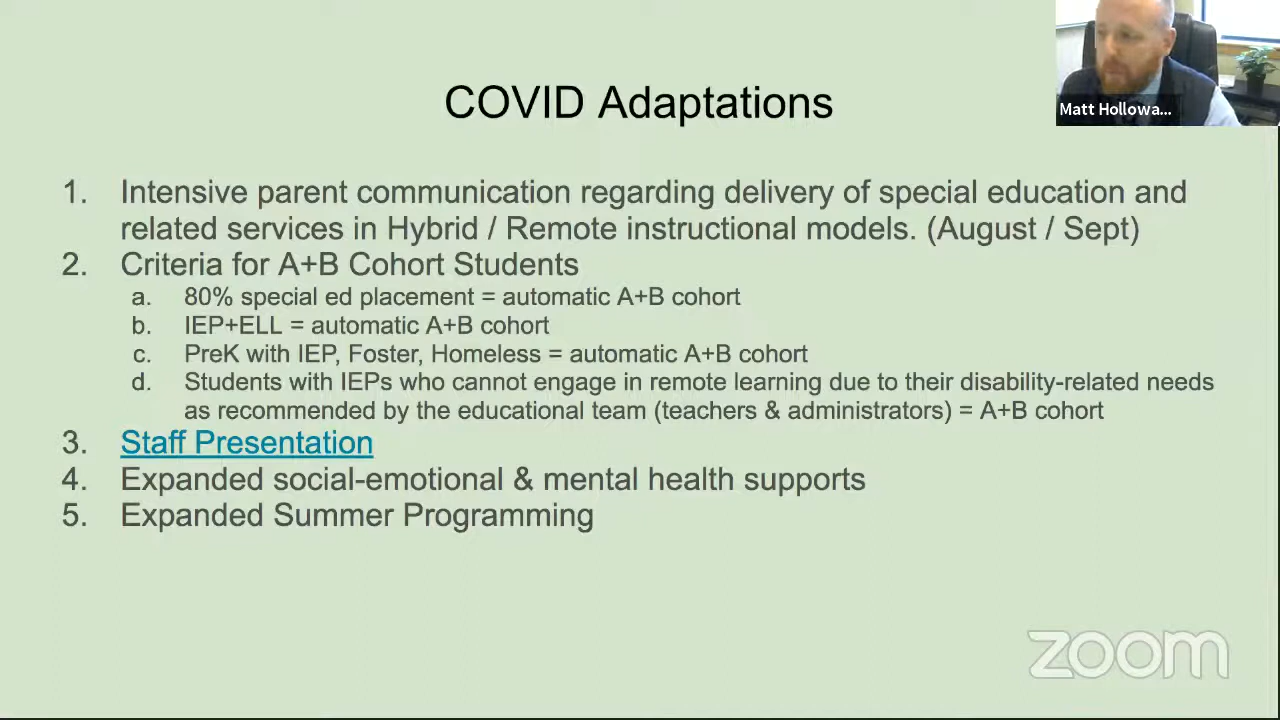 COVID Adaptations
Matt Hollowa...
1. Intensive parent communication regarding delivery of special education and
related services in Hybrid / Remote instructional models. (August / Sept)
2. Criteria for A+B Cohort Students
a. 80% special ed placement = automatic A+B cohort
b. IEP+ELL = automatic A+B cohort
c. PreK with IEP, Foster, Homeless = automatic A+B cohort
d. Students with IEPs who cannot engage in remote learning due to their disability-related needs
as recommended by the educational team (teachers & administrators) = A+B cohort
3. Staff Presentation
4. Expanded social-emotional & mental health supports
5. Expanded Summer Programming
zoom